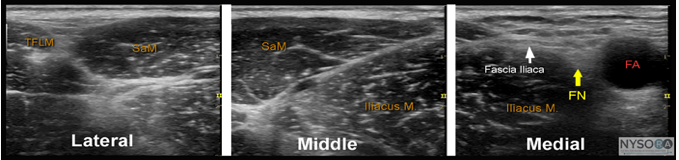 TFLM
SaM
Lateral
SaM
Iliacus M.
Middle
Fascia Iliaca
FA
FN
Iliacus M.
Medial
NYSORA